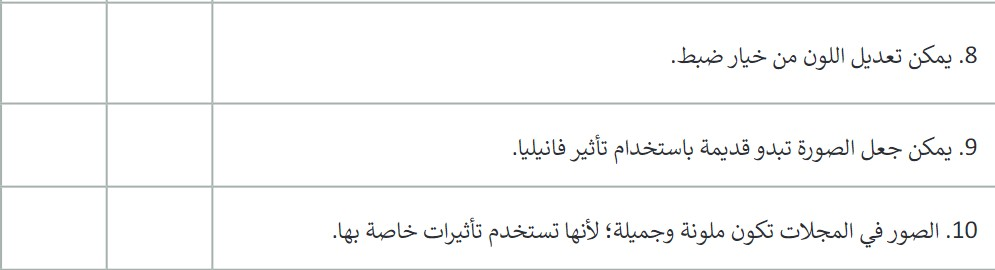 8. يمكن تعديل اللون من خيار ضبط.
9. يمكن جعل الصورة تبدو قديمة باستخدام تأثير فانيليا.
10. الصور في المجلات تكون ملونة وجميلة؛ لأنها تستخدم تأثيرات خاصة بها.